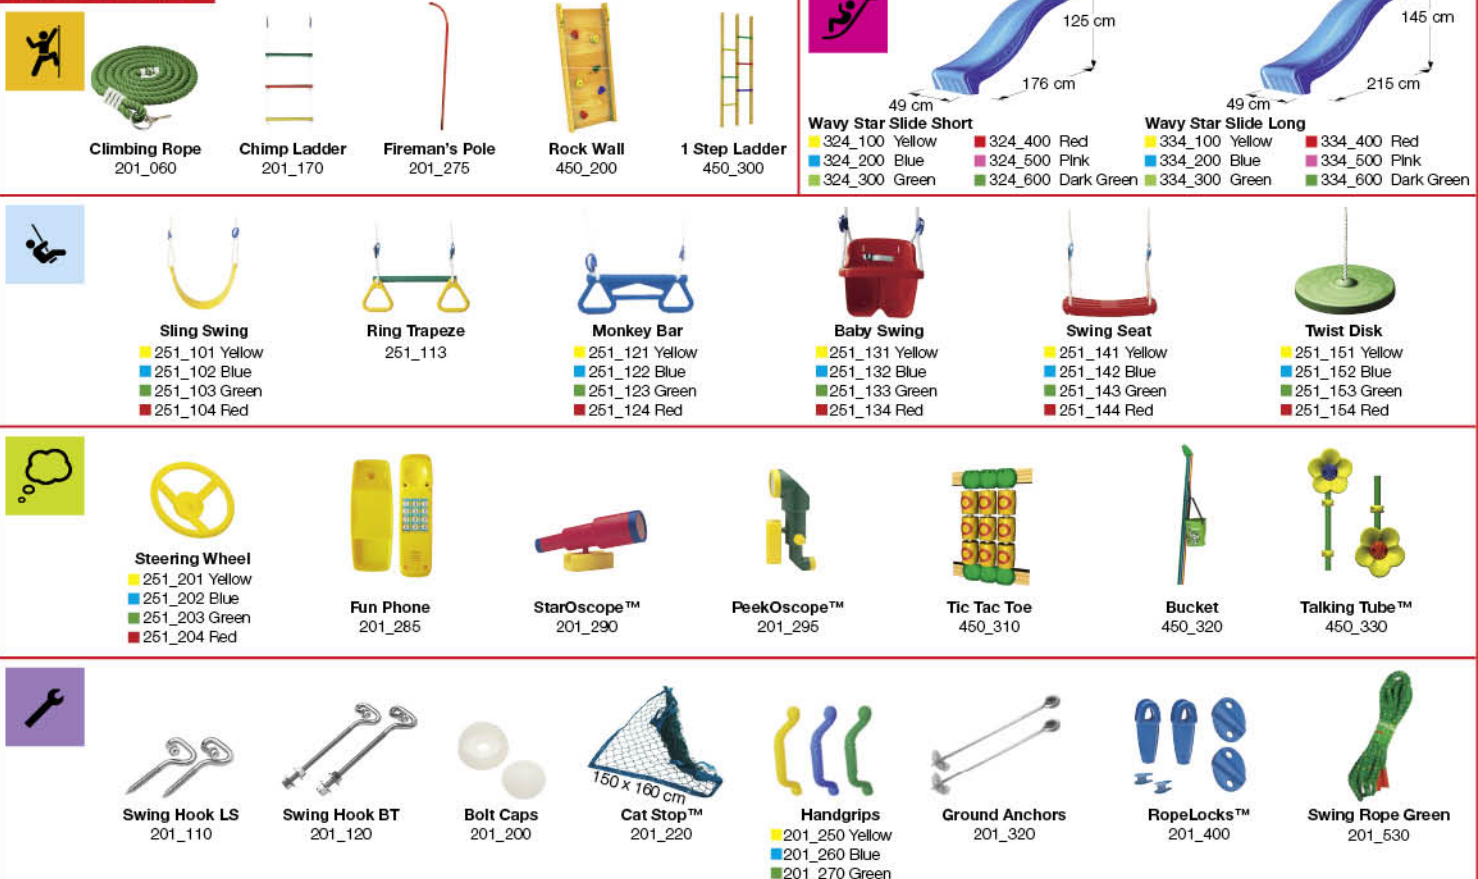 Climbing Rope
201_060
Chimp Ladder
201_170
Fireman's Pole
201_275
Rock Wall
450_200
1 Step Ladder
450_300
125 cm
176 cm
49 cm
Wavy Star Slide Short
324_100 Yellow
324_400 Red
324_200 Blue
324_500 Pink
324_300 Green
324_600 Dark Green
145 cm
215 cm
49 cm
Wavy Star Slide Long
334_100 Yellow
334_400 Red
334_200 Blue
334_500 Pink
334_300 Green
334_600 Dark Green
Sling Swing
251_101 Yellow
251_102 Blue
251_103 Green
251_104 Red
Ring Trapeze
251_113
Monkey Bar
251_121 Yellow
251_122 Blue
251_123 Green
251_124 Red
Baby Swing
251_131 Yellow
251_132 Blue
251_133 Green
251_134 Red
Swing Seat
251_141 Yellow
251_142 Blue
251_143 Green
251_144 Red
Twist Disk
251_151 Yellow
251_152 Blue
251_153 Green
251_154 Red
Steering Wheel
251_201 Yellow
251_202 Blue
251_203 Green
251_204 Red
Fun Phone
201_285
StarOscope™
201_290
PeekOscope™
201_295
Tic Tac Toe
450_310
Bucket
450_320
Talking Tube™
450_330
Swing Hook LS
201_110
Swing Hook BT
201_120
Bolt Caps
201_200
150 x 160 cm
Cat Stop™
201_220
Handgrips
201_250 Yellow
201_260 Blue
201_270 Green
Ground Anchors
201_320
RopeLocks™
201_400
Swing Rope Green
201_530